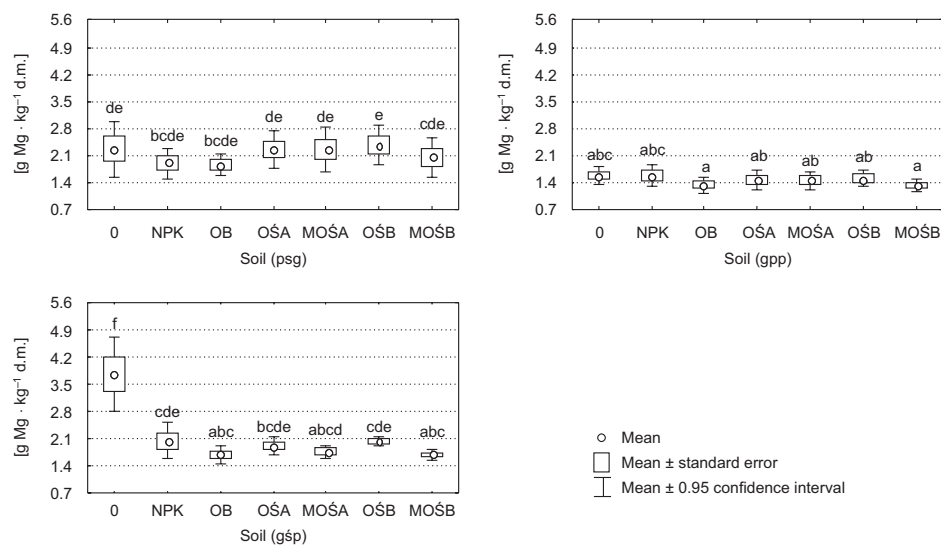 [g Mg · kg⁻¹ d.m.]
5.6
4.9
4.2
3.5
2.8
2.1
1.4
0.7
de bcde bcde de de e cde
0 NPK OB OŚA MOŚA OŚB MOŚB
Soil (psg)
[g Mg · kg⁻¹ d.m.]
5.6
4.9
4.2
3.5
2.8
2.1
1.4
0.7
abc abc a ab ab ab a
0 NPK OB OŚA MOŚA OŚB MOŚB
Soil (gpp)
[g Mg · kg⁻¹ d.m.]
5.6
4.9
4.2
3.5
2.8
2.1
1.4
0.7
f cde abc bcde abcd cde abc
0 NPK OB OŚA MOŚA OŚB MOŚB
Soil (gśp)
Mean
Mean ± standard error
Mean ± 0.95 confidence interval